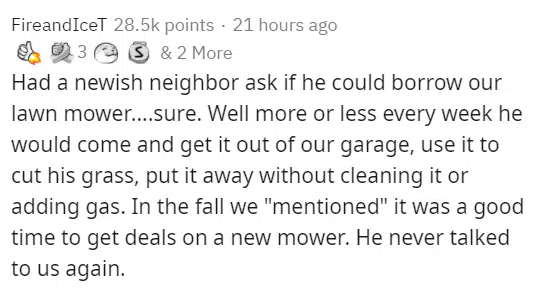 FireandIceT 28.5k points · 21 hours ago
3 S & 2 More
Had a newish neighbor ask if he could borrow our
lawn mower....sure. Well more or less every week he
would come and get it out of our garage, use it to
cut his grass, put it away without cleaning it or
adding gas. In the fall we "mentioned" it was a good
time to get deals on a new mower. He never talked
to us again.